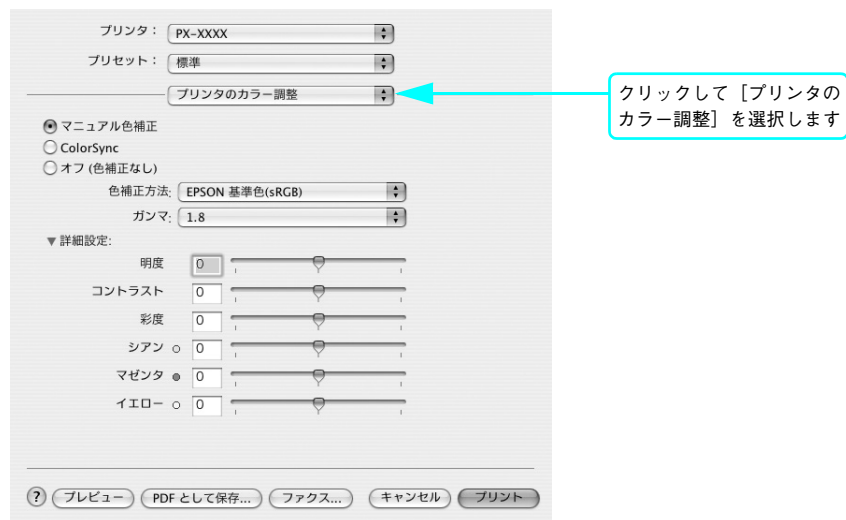 プリンタ： PX-XXXX
プリセット： 標準
プリンタのカラー調整
クリックして［プリンタの
カラー調整］を選択します
マニュアル色補正
ColorSync
オフ (色補正なし)
色補正方法: EPSON 基準色(sRGB)
ガンマ: 1.8
▼詳細設定:
明度 0
コントラスト 0
彩度 0
シアン 0
マゼンタ 0
イエロー 0
? プレビュー PDF として保存... ファクス... キャンセル プリント